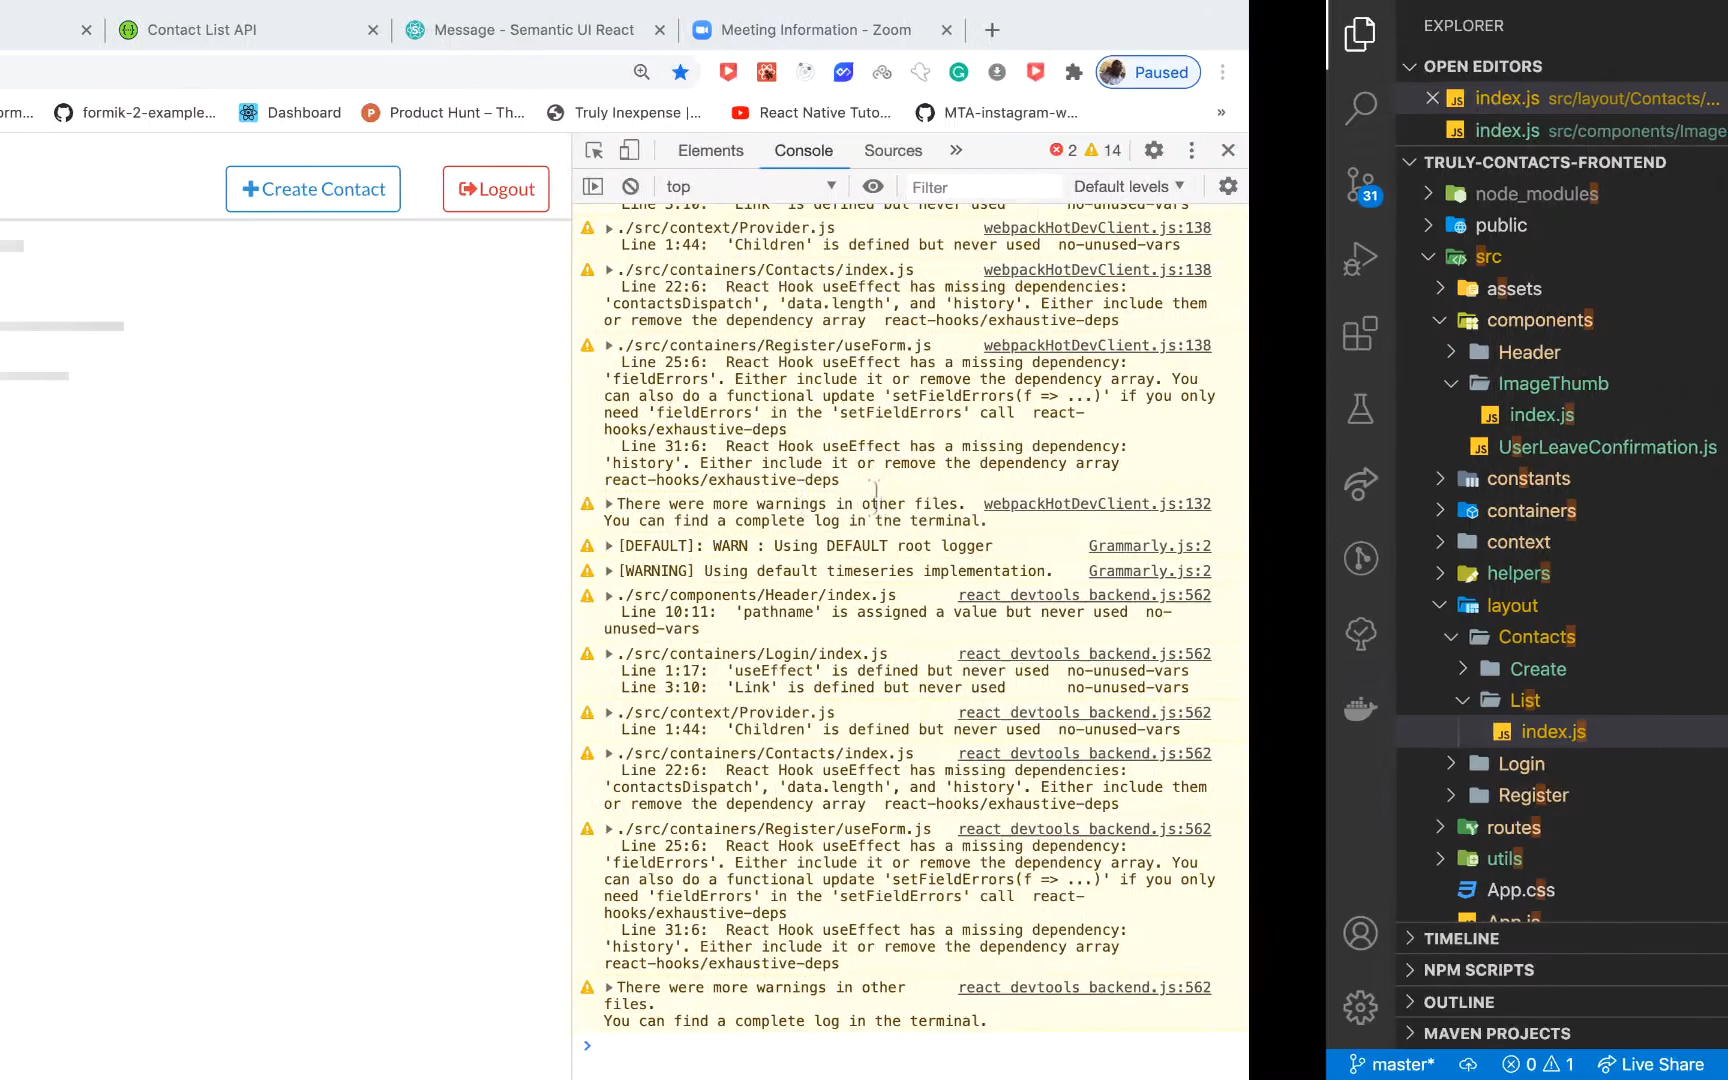 Contact List API
Message - Semantic UI React
Meeting Information - Zoom
Paused
orm...
formik-2-example...
Dashboard
Product Hunt – Th...
Truly Inexpense |...
React Native Tuto...
MTA-instagram-w...
»
Create Contact
Logout
Elements
Console
Sources
»
2
14
top
Filter
Default levels
Line 3:10: 'Link' is defined but never used no-unused-vars
./src/context/Provider.js webpackHotDevClient.js:138
Line 1:44: 'Children' is defined but never used no-unused-vars
./src/containers/Contacts/index.js webpackHotDevClient.js:138
Line 22:6: React Hook useEffect has missing dependencies:
'contactsDispatch', 'data.length', and 'history'. Either include them
or remove the dependency array react-hooks/exhaustive-deps
./src/containers/Register/useForm.js webpackHotDevClient.js:138
Line 25:6: React Hook useEffect has a missing dependency:
'fieldErrors'. Either include it or remove the dependency array. You
can also do a functional update 'setFieldErrors(f => ...)' if you only
need 'fieldErrors' in the 'setFieldErrors' call react-
hooks/exhaustive-deps
Line 31:6: React Hook useEffect has a missing dependency:
'history'. Either include it or remove the dependency array
react-hooks/exhaustive-deps
There were more warnings in other files. webpackHotDevClient.js:132
You can find a complete log in the terminal.
[DEFAULT]: WARN : Using DEFAULT root logger Grammarly.js:2
[WARNING] Using default timeseries implementation. Grammarly.js:2
./src/components/Header/index.js react_devtools_backend.js:562
Line 10:11: 'pathname' is assigned a value but never used no-
unused-vars
./src/containers/Login/index.js react_devtools_backend.js:562
Line 1:17: 'useEffect' is defined but never used no-unused-vars
Line 3:10: 'Link' is defined but never used no-unused-vars
./src/context/Provider.js react_devtools_backend.js:562
Line 1:44: 'Children' is defined but never used no-unused-vars
./src/containers/Contacts/index.js react_devtools_backend.js:562
Line 22:6: React Hook useEffect has missing dependencies:
'contactsDispatch', 'data.length', and 'history'. Either include them
or remove the dependency array react-hooks/exhaustive-deps
./src/containers/Register/useForm.js react_devtools_backend.js:562
Line 25:6: React Hook useEffect has a missing dependency:
'fieldErrors'. Either include it or remove the dependency array. You
can also do a functional update 'setFieldErrors(f => ...)' if you only
need 'fieldErrors' in the 'setFieldErrors' call react-
hooks/exhaustive-deps
Line 31:6: React Hook useEffect has a missing dependency:
'history'. Either include it or remove the dependency array
react-hooks/exhaustive-deps
There were more warnings in other react_devtools_backend.js:562
files.
You can find a complete log in the terminal.
EXPLORER
OPEN EDITORS
index.js src/layout/Contacts/...
index.js src/components/Image
TRULY-CONTACTS-FRONTEND
node_modules
31
public
src
assets
components
Header
ImageThumb
index.js
UserLeaveConfirmation.js
constants
containers
context
helpers
layout
Contacts
Create
List
index.js
Login
Register
routes
utils
App.css
App.js
TIMELINE
NPM SCRIPTS
OUTLINE
MAVEN PROJECTS
master*
0
1
Live Share